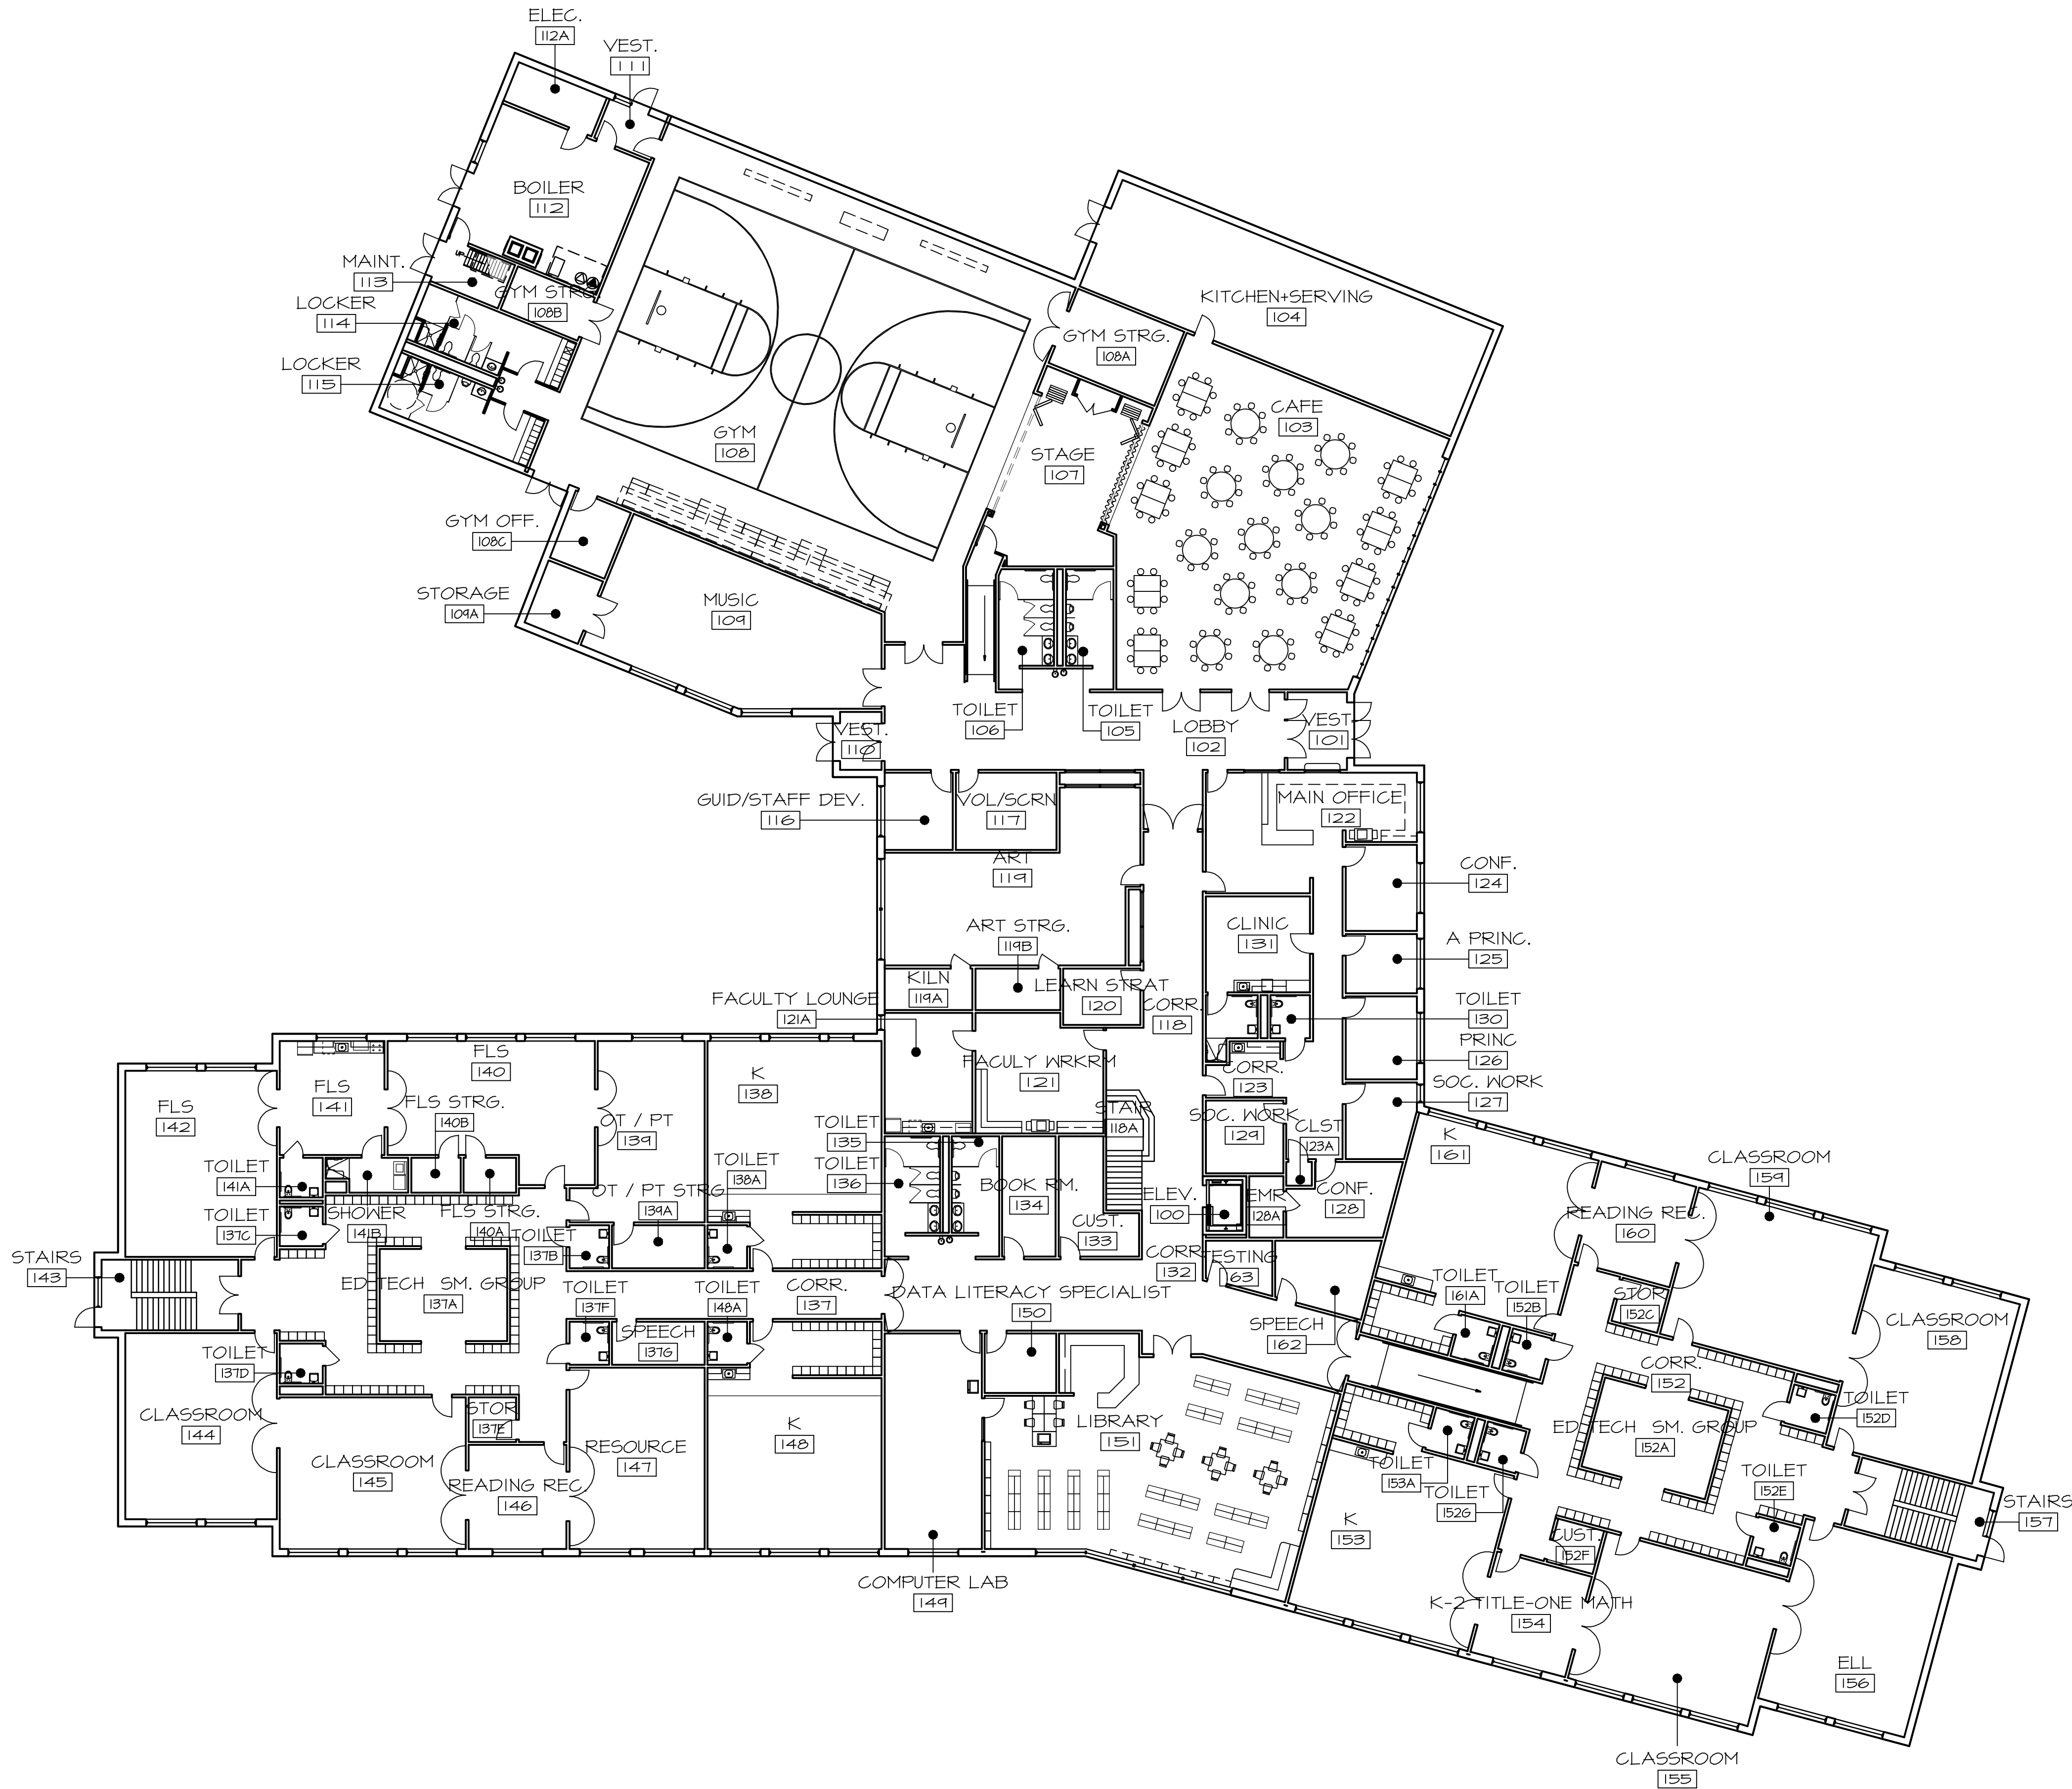 ELEC.
112A
VEST.
111
BOILER
112
MAINT.
113
GYM STRG.
108B
LOCKER
114
LOCKER
115
KITCHEN+SERVING
104
GYM STRG.
108A
CAFE
103
GYM
108
STAGE
107
GYM OFF.
108C
STORAGE
109A
MUSIC
109
TOILET
106
TOILET
105
LOBBY
102
VEST.
101
VEST.
110
GUID/STAFF DEV.
116
VOL/SCRN
117
MAIN OFFICE
122
ART
119
CONF.
124
ART STRG.
119B
CLINIC
131
A PRINC.
125
KILN
119A
LEARN STRAT
120
FACULTY LOUNGE
121A
CORR.
118
TOILET
130
PRINC
126
FACULY WRKRM
121
CORR.
123
SOC. WORK
127
STAIR
118A
SOC. WORK
129
CLST
123A
FLS
142
FLS
141
FLS
140
FLS STRG.
140B
OT / PT
139
K
138
TOILET
135
TOILET
136
TOILET
138A
TOILET
141A
TOILET
137C
SHOWER
141B
FLS STRG.
140A
OT / PT STRG.
139A
TOILET
137B
BOOK RM.
134
CUST.
133
ELEV.
100
EMR
128A
CONF.
128
K
161
CLASSROOM
159
READING REC.
160
STAIRS
143
ED TECH SM. GROUP
137A
TOILET
137F
TOILET
148A
CORR.
137
CORR.
132
TESTING
163
DATA LITERACY SPECIALIST
150
SPEECH
162
TOILET
161A
TOILET
152B
STOR.
152C
CLASSROOM
158
SPEECH
137G
TOILET
137D
CORR.
152
TOILET
152D
CLASSROOM
144
STOR.
137E
CLASSROOM
145
READING REC.
146
RESOURCE
147
K
148
LIBRARY
151
ED TECH SM. GROUP
152A
TOILET
153A
TOILET
152G
TOILET
152E
STAIRS
157
K
153
CUST.
152F
COMPUTER LAB
149
K-2 TITLE-ONE MATH
154
ELL
156
CLASSROOM
155